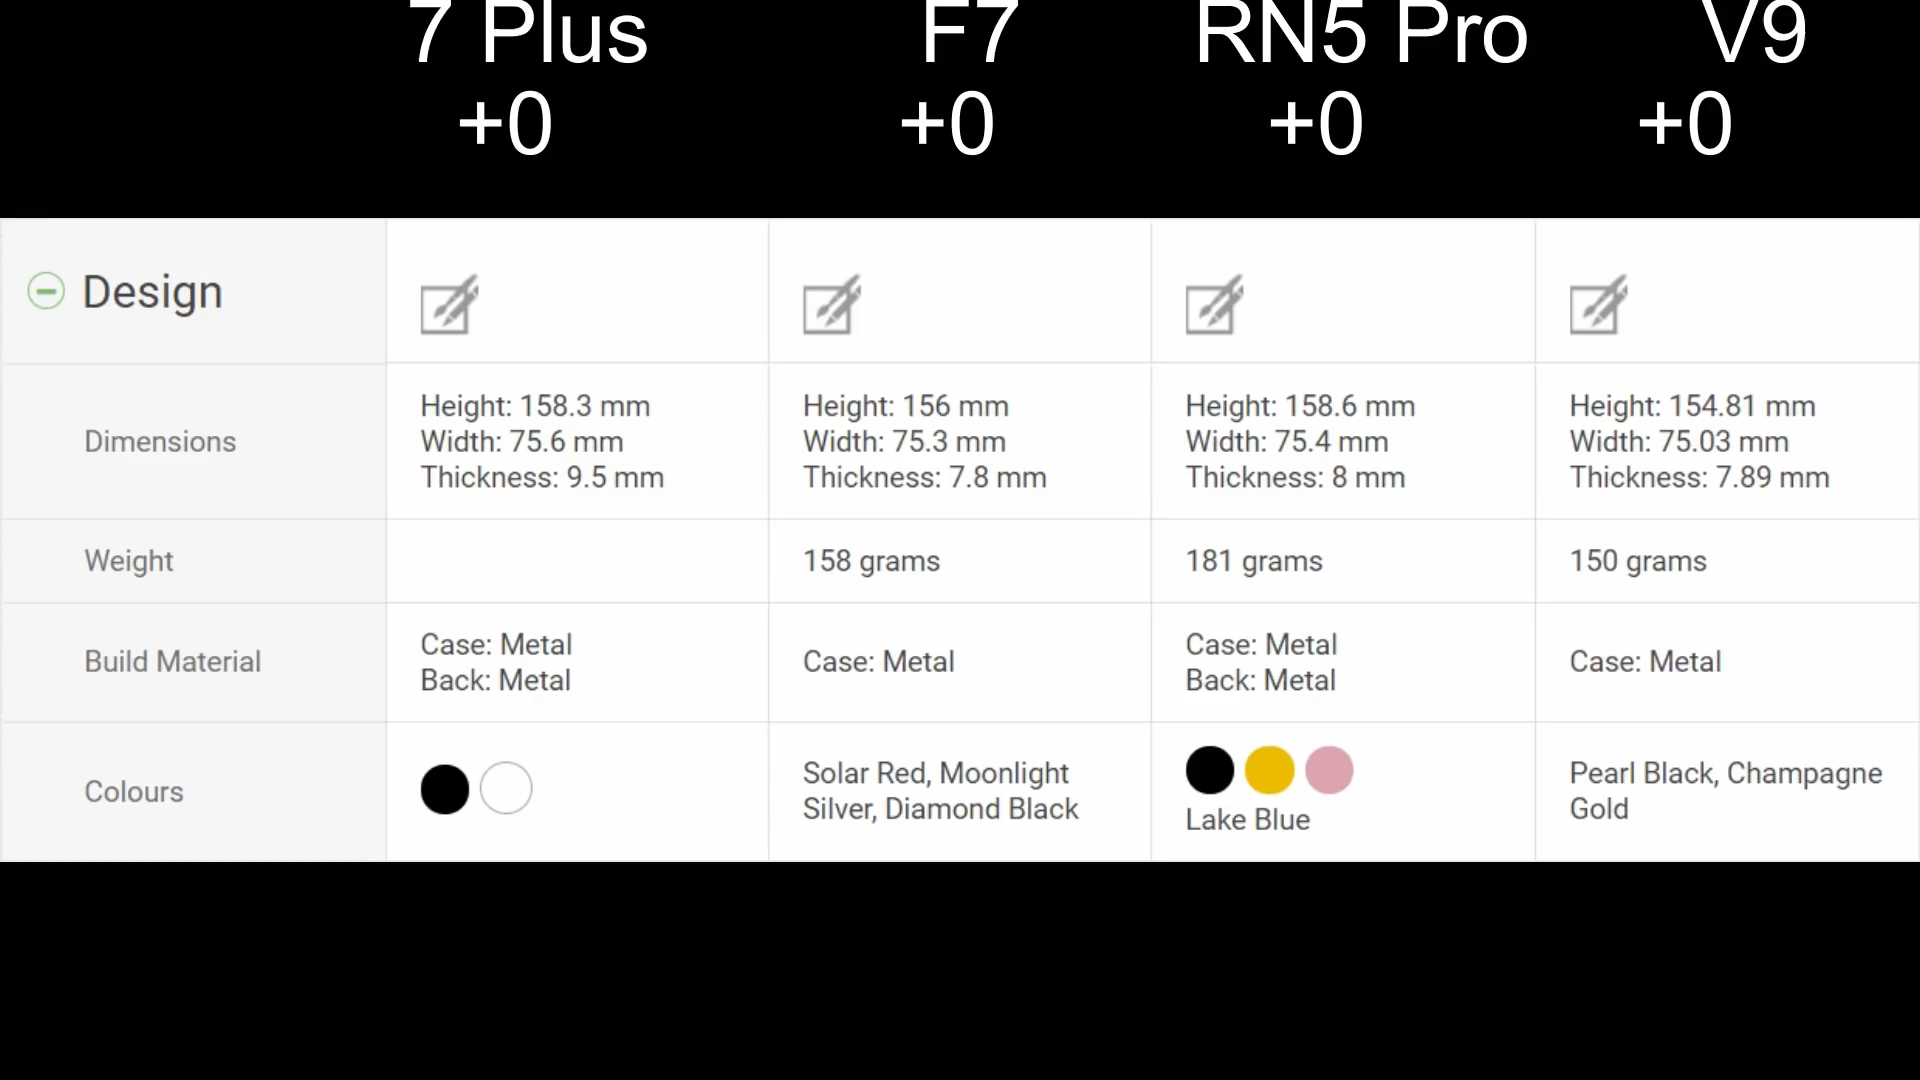 7 Plus F7 RN5 Pro V9
+0 +0 +0 +0
Design
Dimensions
Height: 158.3 mm
Width: 75.6 mm
Thickness: 9.5 mm
Height: 156 mm
Width: 75.3 mm
Thickness: 7.8 mm
Height: 158.6 mm
Width: 75.4 mm
Thickness: 8 mm
Height: 154.81 mm
Width: 75.03 mm
Thickness: 7.89 mm
Weight
158 grams
181 grams
150 grams
Build Material
Case: Metal
Back: Metal
Case: Metal
Case: Metal
Back: Metal
Case: Metal
Colours
Solar Red, Moonlight
Silver, Diamond Black
Lake Blue
Pearl Black, Champagne
Gold